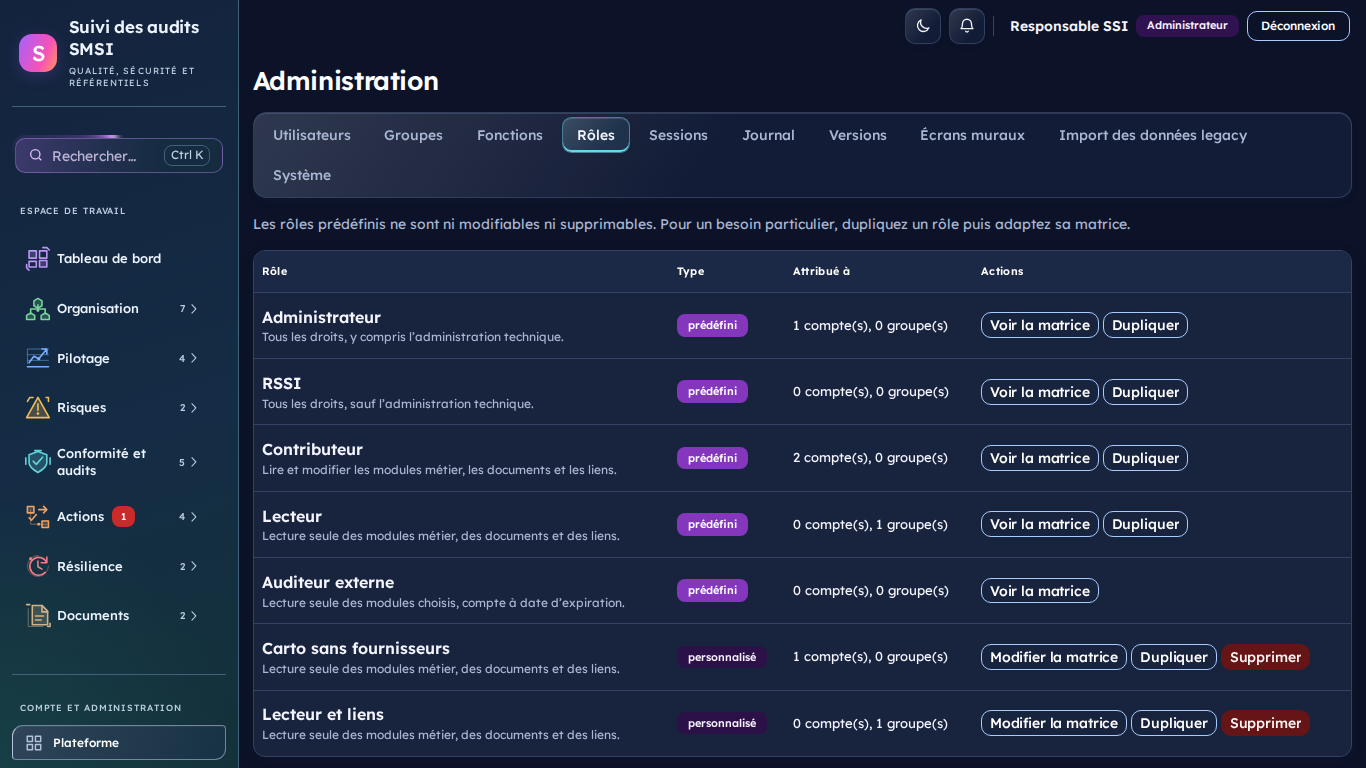 S
Suivi des audits
SMSI
QUALITÉ, SÉCURITÉ ET
RÉFÉRENTIELS
Rechercher…
Ctrl K
ESPACE DE TRAVAIL
Tableau de bord
Organisation 7
Pilotage 4
Risques 2
Conformité et
audits 5
Actions 1 4
Résilience 2
Documents 2
COMPTE ET ADMINISTRATION
Plateforme
Responsable SSI Administrateur Déconnexion
Administration
Utilisateurs Groupes Fonctions Rôles Sessions Journal Versions Écrans muraux Import des données legacy
Système
Les rôles prédéfinis ne sont ni modifiables ni supprimables. Pour un besoin particulier, dupliquez un rôle puis adaptez sa matrice.
Rôle Type Attribué à Actions
Administrateur
Tous les droits, y compris l'administration technique.
prédéfini 1 compte(s), 0 groupe(s) Voir la matrice Dupliquer
RSSI
Tous les droits, sauf l'administration technique.
prédéfini 0 compte(s), 0 groupe(s) Voir la matrice Dupliquer
Contributeur
Lire et modifier les modules métier, les documents et les liens.
prédéfini 2 compte(s), 0 groupe(s) Voir la matrice Dupliquer
Lecteur
Lecture seule des modules métier, des documents et des liens.
prédéfini 0 compte(s), 1 groupe(s) Voir la matrice Dupliquer
Auditeur externe
Lecture seule des modules choisis, compte à date d'expiration.
prédéfini 0 compte(s), 0 groupe(s) Voir la matrice
Carto sans fournisseurs
Lecture seule des modules métier, des documents et des liens.
personnalisé 1 compte(s), 0 groupe(s) Modifier la matrice Dupliquer Supprimer
Lecteur et liens
Lecture seule des modules métier, des documents et des liens.
personnalisé 0 compte(s), 1 groupe(s) Modifier la matrice Dupliquer Supprimer